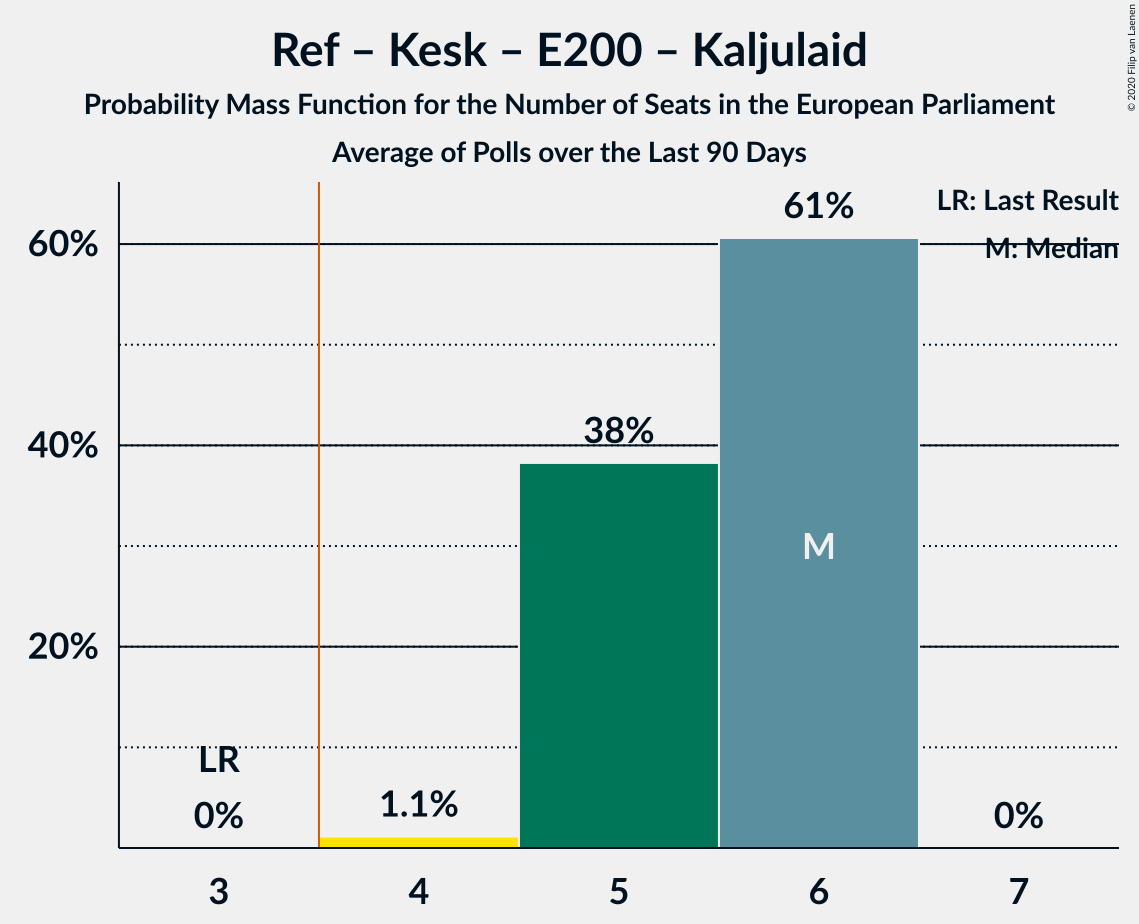 Ref – Kesk – E200 – Kaljulaid
Probability Mass Function for the Number of Seats in the European Parliament
Average of Polls over the Last 90 Days
© 2020 Filip van Laenen
LR: Last Result
M: Median
60%
40%
20%
61%
38%
M
LR
0%
1.1%
0%
3
4
5
6
7